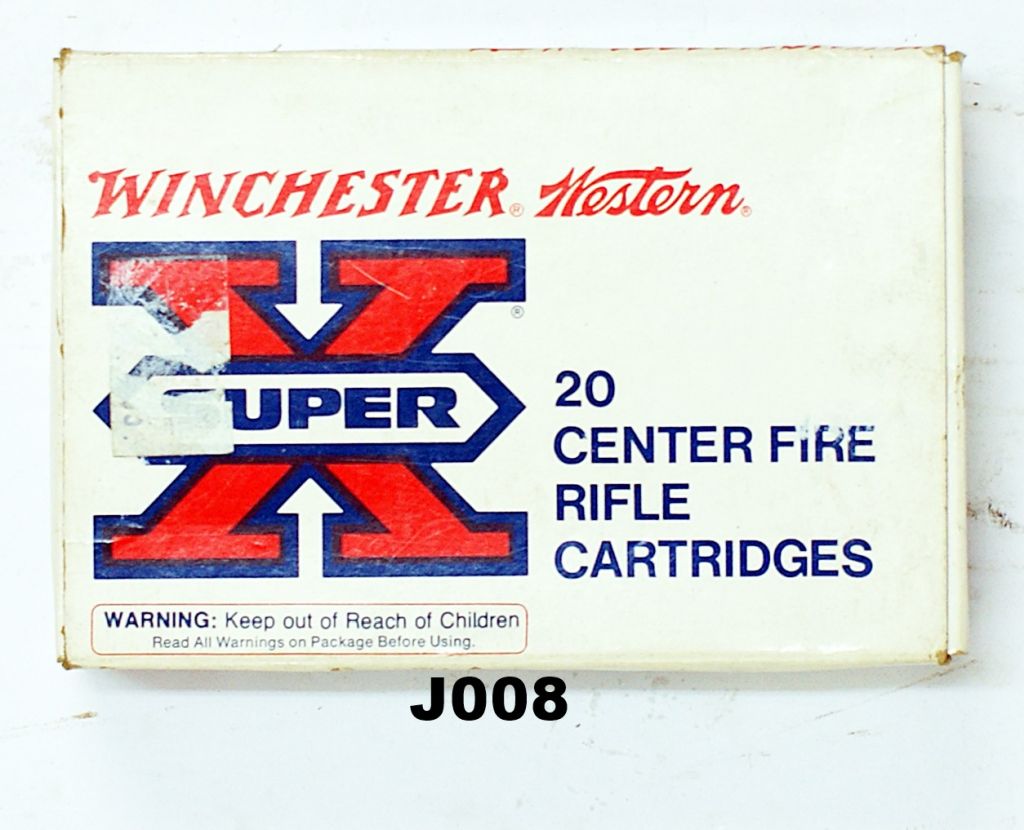 WINCHESTER® Western®
®
SUPER
20
CENTER FIRE
RIFLE
CARTRIDGES
WARNING: Keep out of Reach of Children
Read All Warnings on Package Before Using.
J008